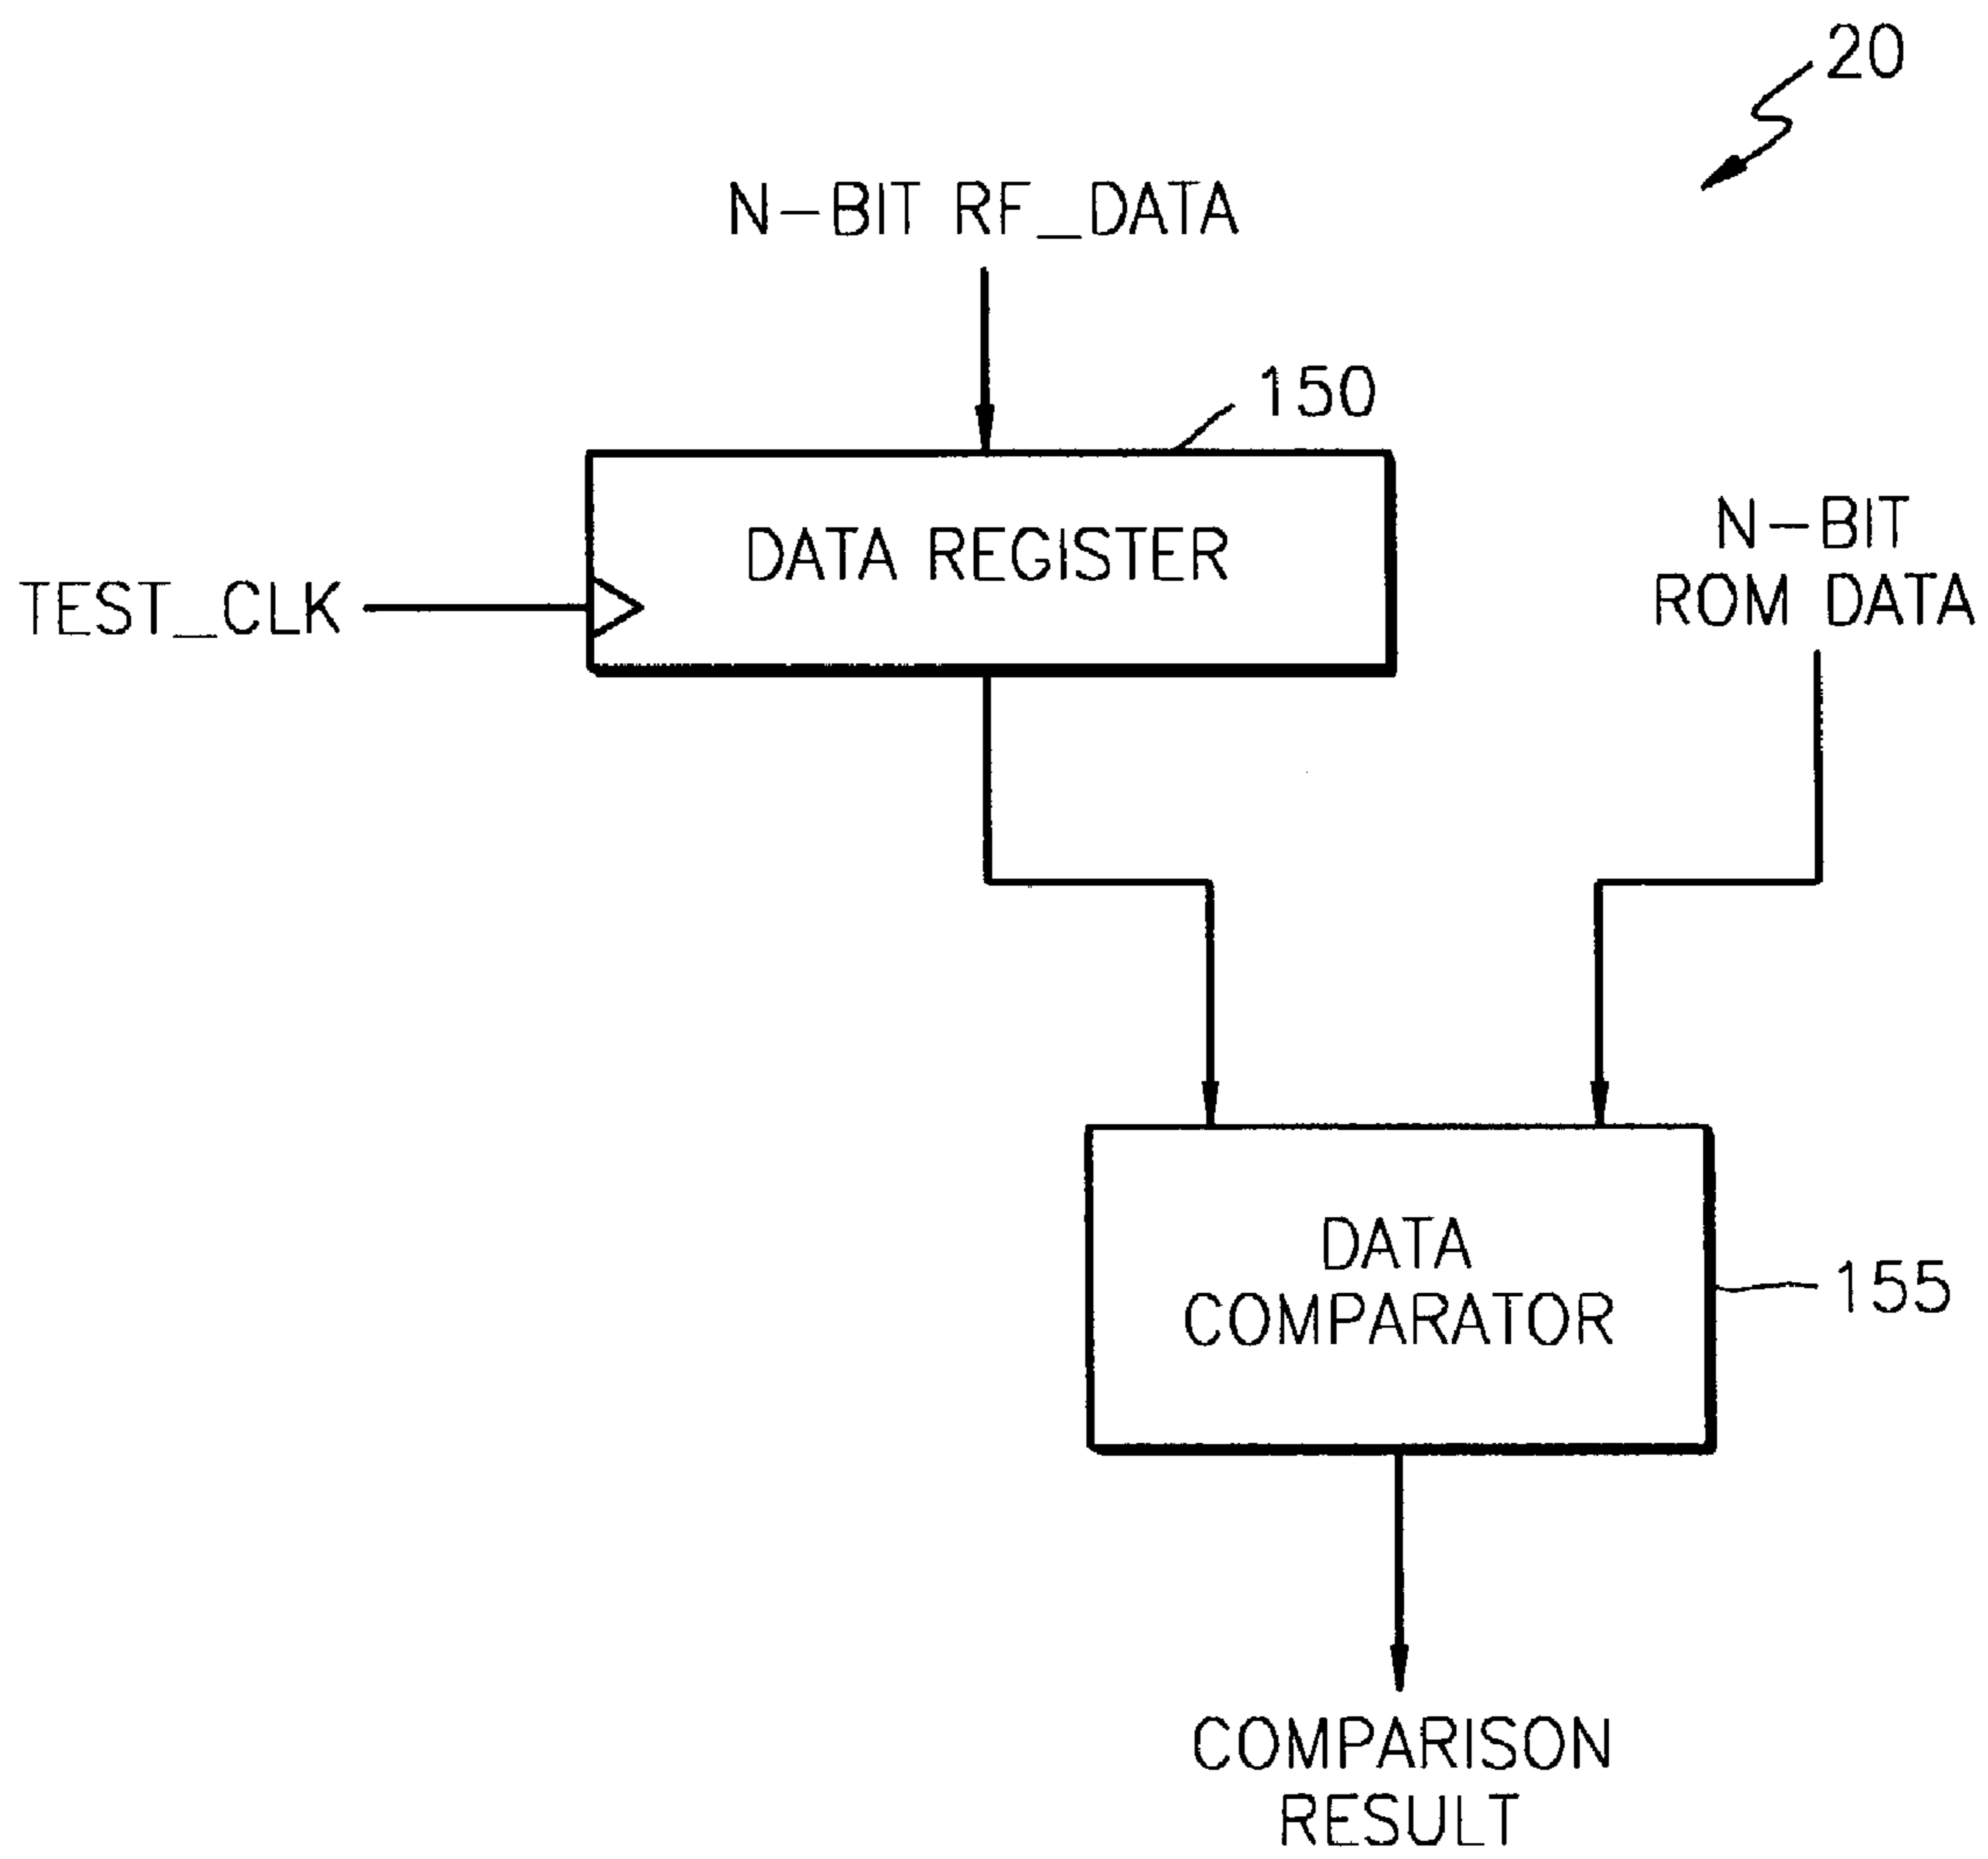 20
N-BIT RF_DATA
150
DATA REGISTER
N-BIT
ROM DATA
TEST_CLK
DATA
COMPARATOR
155
COMPARISON
RESULT